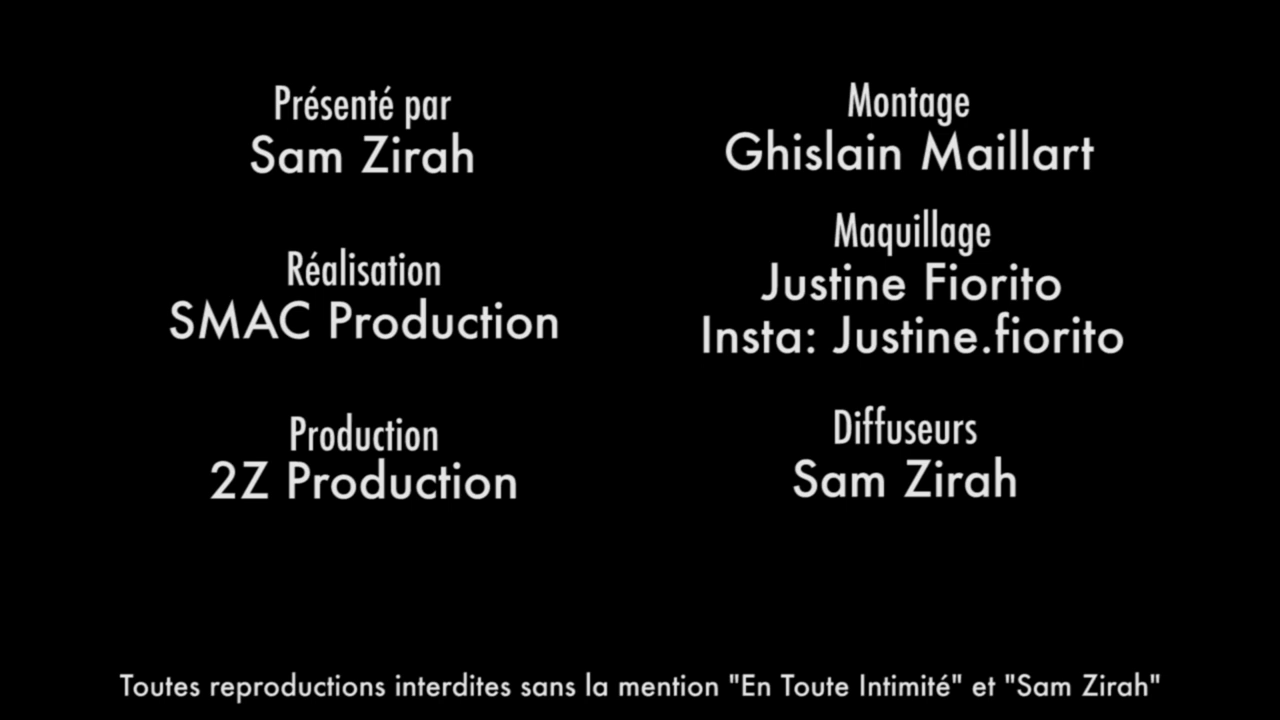 Présenté par
Sam Zirah
Réalisation
SMAC Production
Production
2Z Production
Montage
Ghislain Maillart
Maquillage
Justine Fiorito
Insta: Justine.fiorito
Diffuseurs
Sam Zirah
Toutes reproductions interdites sans la mention "En Toute Intimité" et "Sam Zirah"